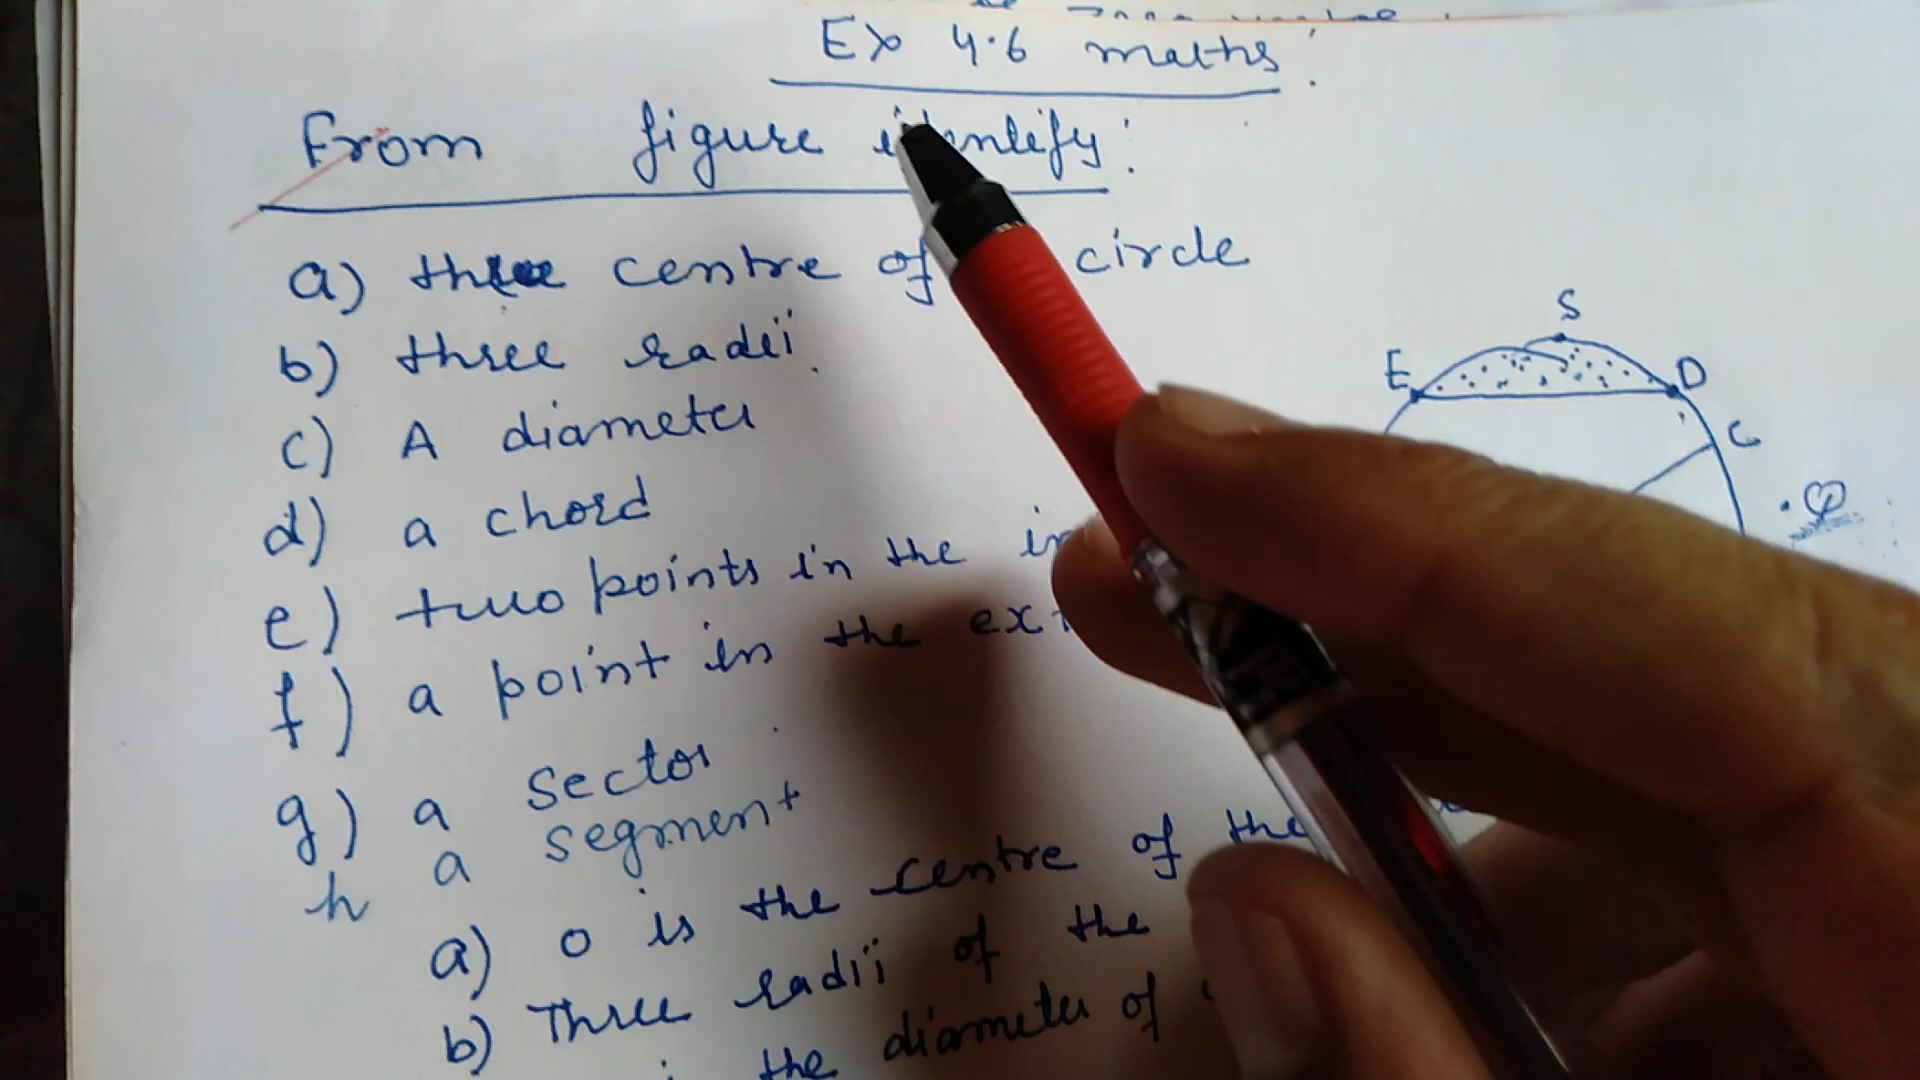 Ex 4.6 maths:
From figure identify:
a) three centre of circle
b) three radii.
c) A diameter
d) a chord
e) two points in the
f) a point in the
g) a sector
h a segment
a) O is the centre of the
b) Three radii of the
the diameter of
S
E
D
C